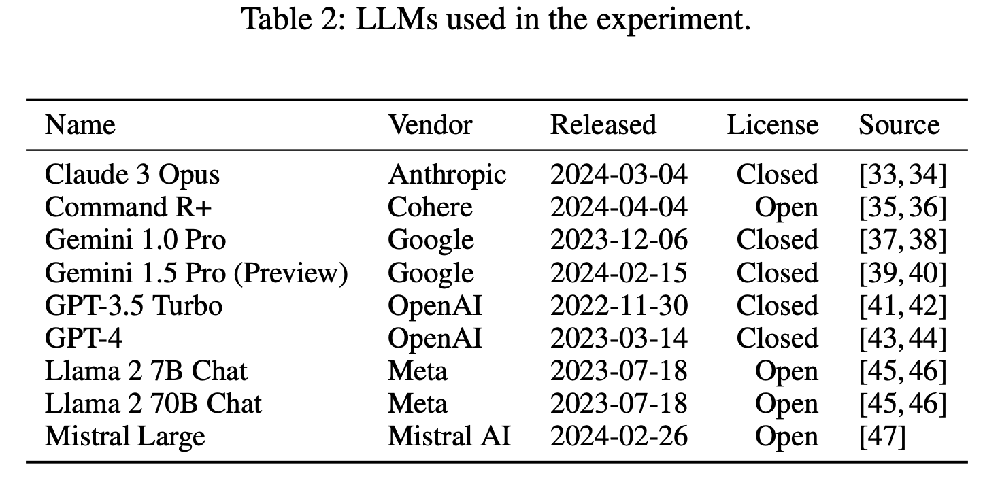 Table 2: LLMs used in the experiment.
Name Vendor Released License Source
Claude 3 Opus Anthropic 2024-03-04 Closed [33, 34]
Command R+ Cohere 2024-04-04 Open [35, 36]
Gemini 1.0 Pro Google 2023-12-06 Closed [37, 38]
Gemini 1.5 Pro (Preview) Google 2024-02-15 Closed [39, 40]
GPT-3.5 Turbo OpenAI 2022-11-30 Closed [41, 42]
GPT-4 OpenAI 2023-03-14 Closed [43, 44]
Llama 2 7B Chat Meta 2023-07-18 Open [45, 46]
Llama 2 70B Chat Meta 2023-07-18 Open [45, 46]
Mistral Large Mistral AI 2024-02-26 Open [47]